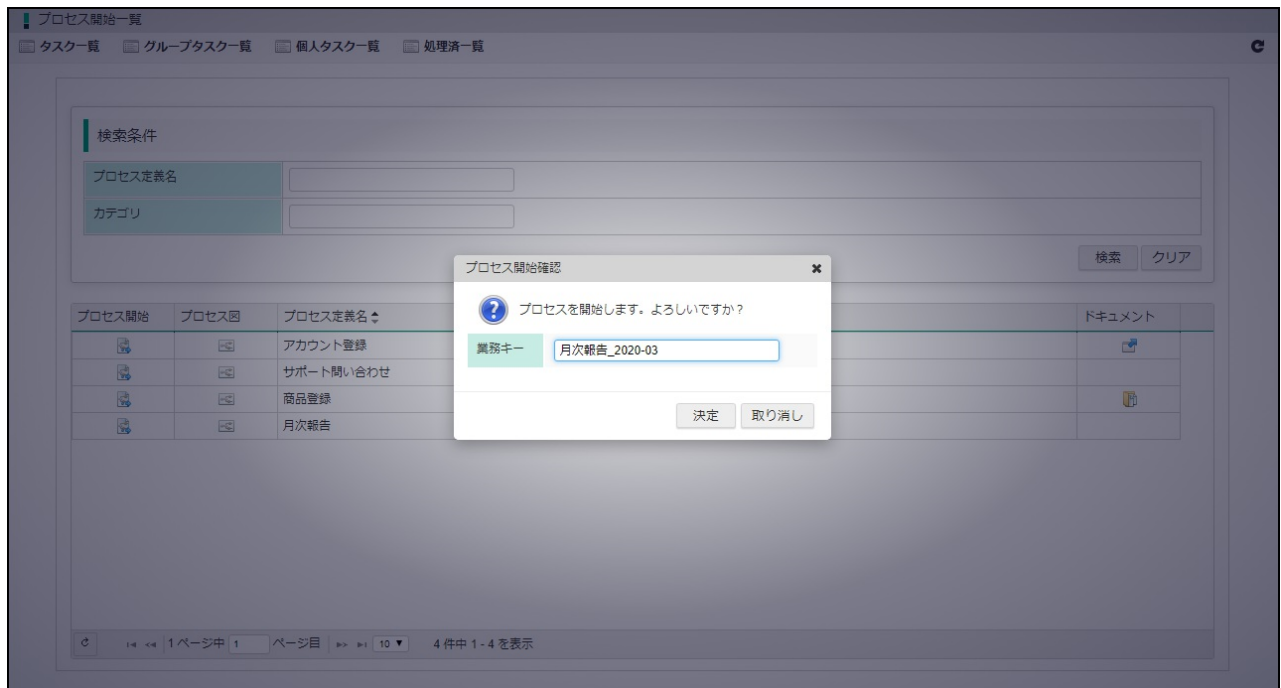 プロセス開始一覧
タスク一覧 グループタスク一覧 個人タスク一覧 処理済一覧
検索条件
プロセス定義名
カテゴリ
検索 クリア
プロセス開始確認
プロセスを開始します。よろしいですか?
業務キー 月次報告_2020-03
決定 取り消し
プロセス開始 プロセス図 プロセス定義名 ドキュメント
アカウント登録
サポート問い合わせ
商品登録
月次報告
1 ページ中 1 ページ目 10 4 件中 1 - 4 を表示